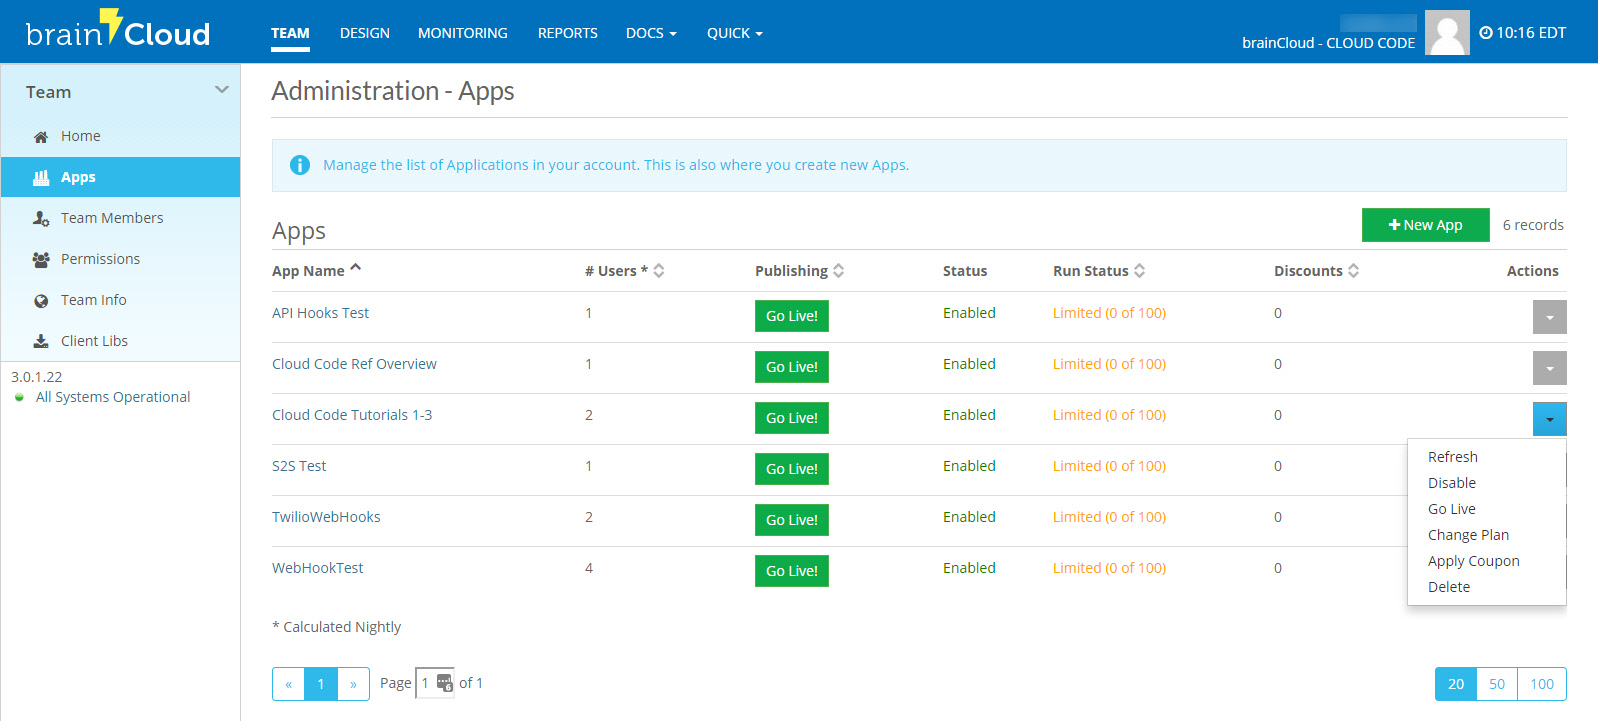 brainCloud TEAM DESIGN MONITORING REPORTS DOCS QUICK brainCloud - CLOUD CODE 10:16 EDT
Team
Home
Apps
Team Members
Permissions
Team Info
Client Libs
3.0.1.22
All Systems Operational
Administration - Apps
Manage the list of Applications in your account. This is also where you create new Apps.
Apps New App 6 records
App Name # Users * Publishing Status Run Status Discounts Actions
API Hooks Test 1 Go Live! Enabled Limited (0 of 100) 0
Cloud Code Ref Overview 1 Go Live! Enabled Limited (0 of 100) 0
Cloud Code Tutorials 1-3 2 Go Live! Enabled Limited (0 of 100) 0
S2S Test 1 Go Live! Enabled Limited (0 of 100) 0
TwilioWebHooks 2 Go Live! Enabled Limited (0 of 100) 0
WebHookTest 4 Go Live! Enabled Limited (0 of 100) 0
Refresh
Disable
Go Live
Change Plan
Apply Coupon
Delete
* Calculated Nightly
« 1 » Page 1 of 1 20 50 100